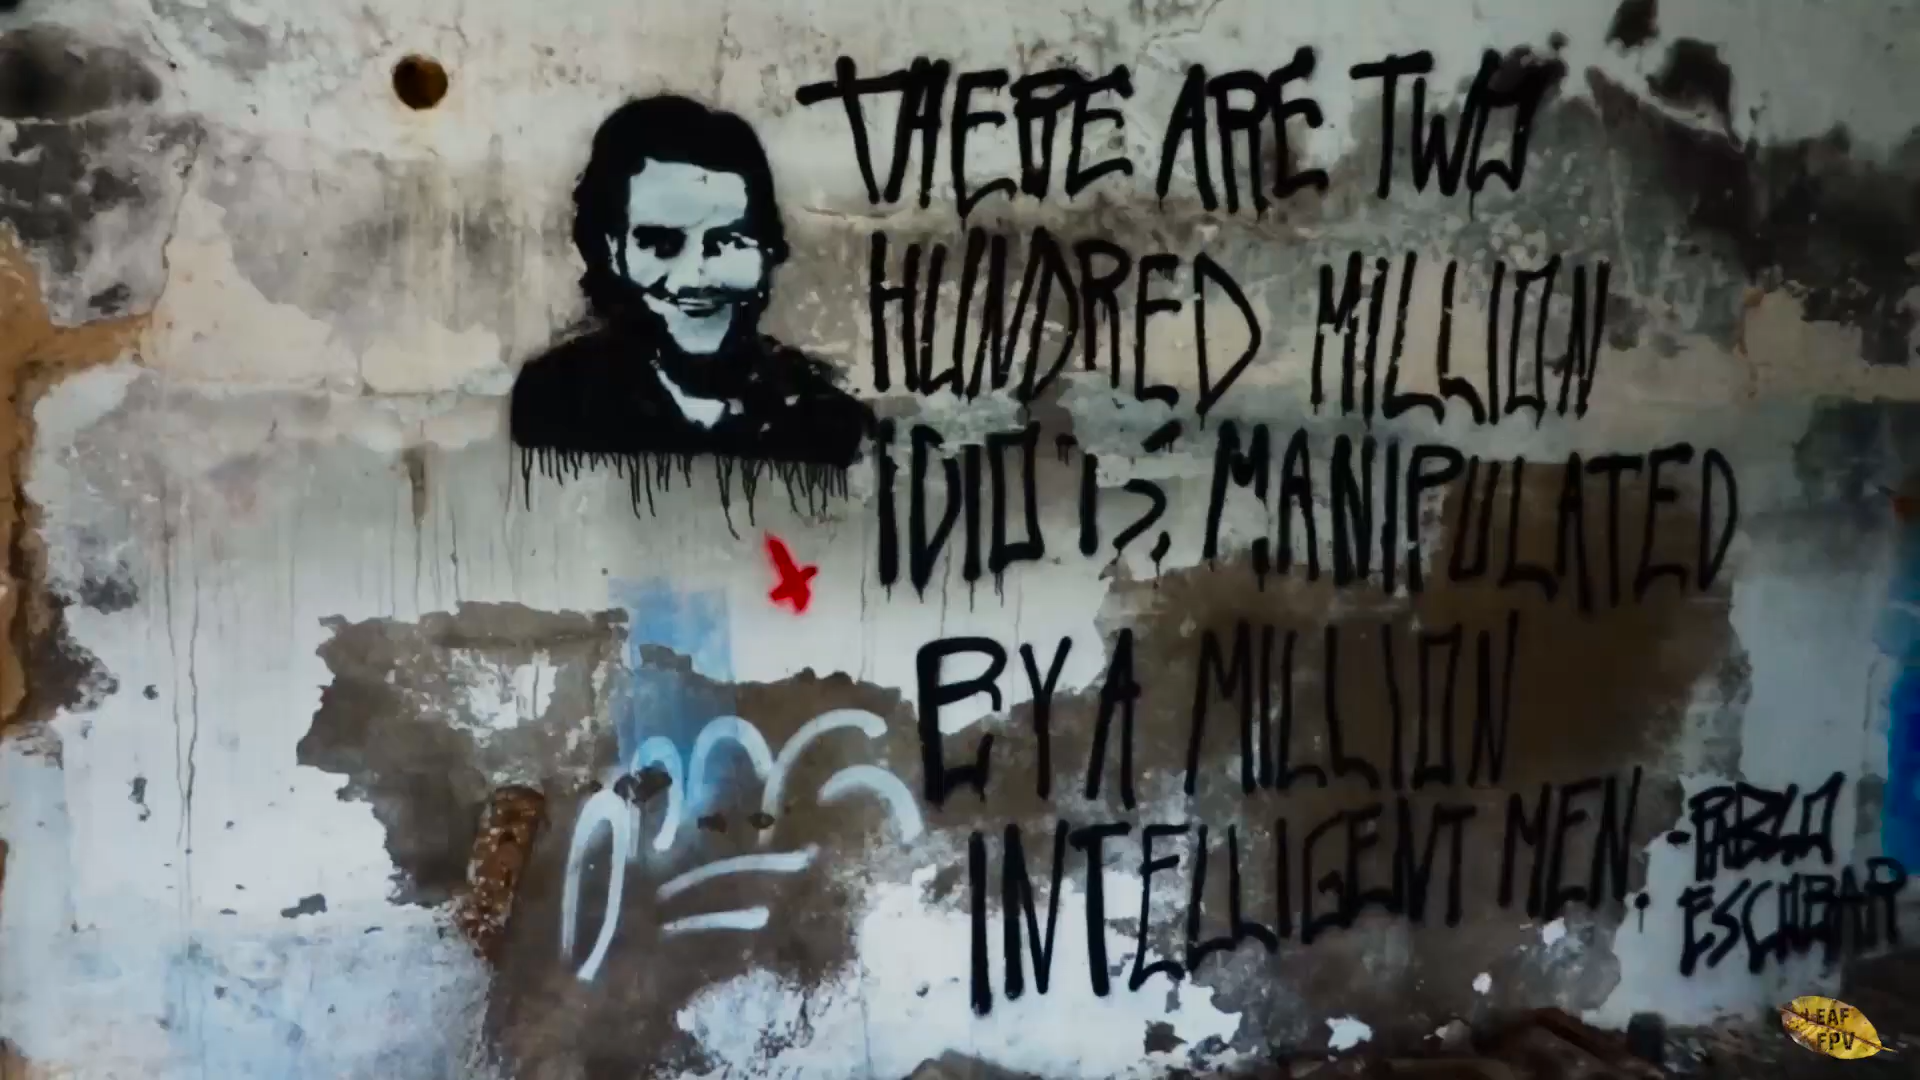 THERE ARE TWO
HUNDRED MILLION
IDIOTS, MANIPULATED
BY A MILLION
INTELLIGENT MEN.
-PABLO
ESCOBAR
LEAF
FPV